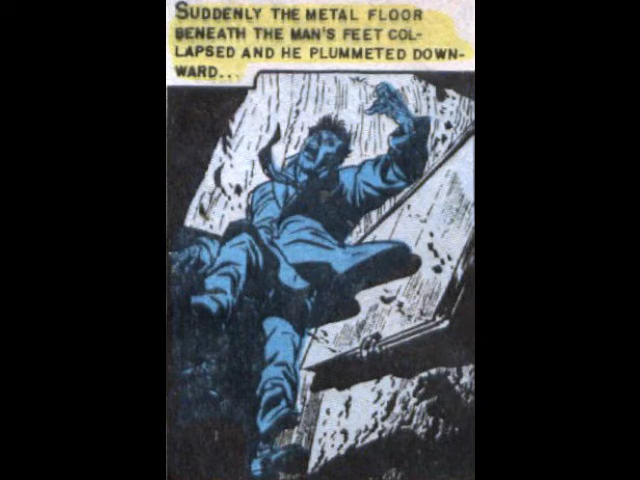 SUDDENLY THE METAL FLOOR
BENEATH THE MAN'S FEET COL-
LAPSED AND HE PLUMMETED DOWN-
WARD...